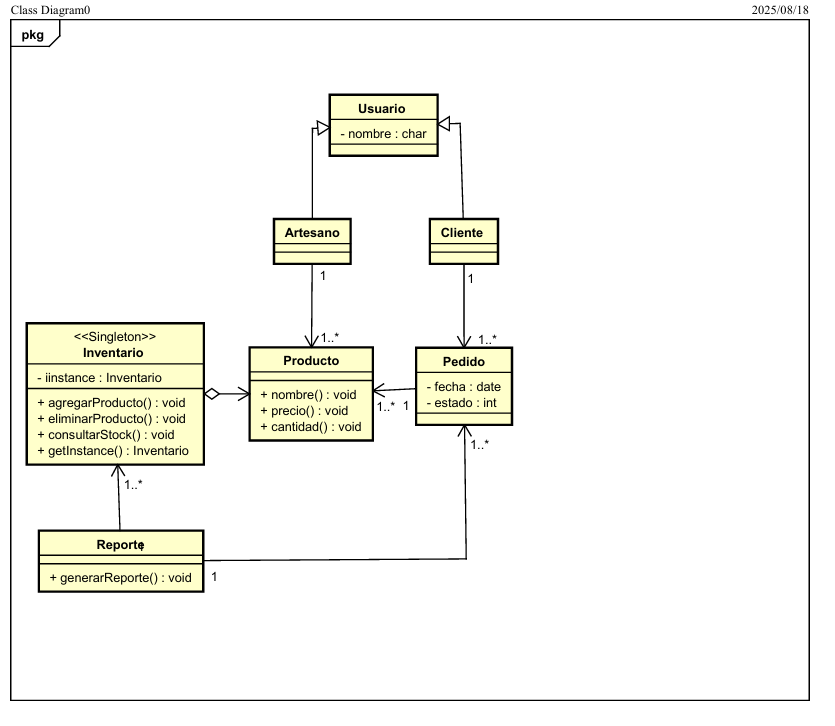 Class Diagram0
2025/08/18
pkg
Usuario
- nombre : char
Artesano
Cliente
1
1
1..*
1..*
<<Singleton>>
Inventario
- iinstance : Inventario
+ agregarProducto() : void
+ eliminarProducto() : void
+ consultarStock() : void
+ getInstance() : Inventario
Producto
+ nombre() : void
+ precio() : void
+ cantidad() : void
Pedido
- fecha : date
- estado : int
1..*
1
1..*
1..*
Reporte
+ generarReporte() : void
1